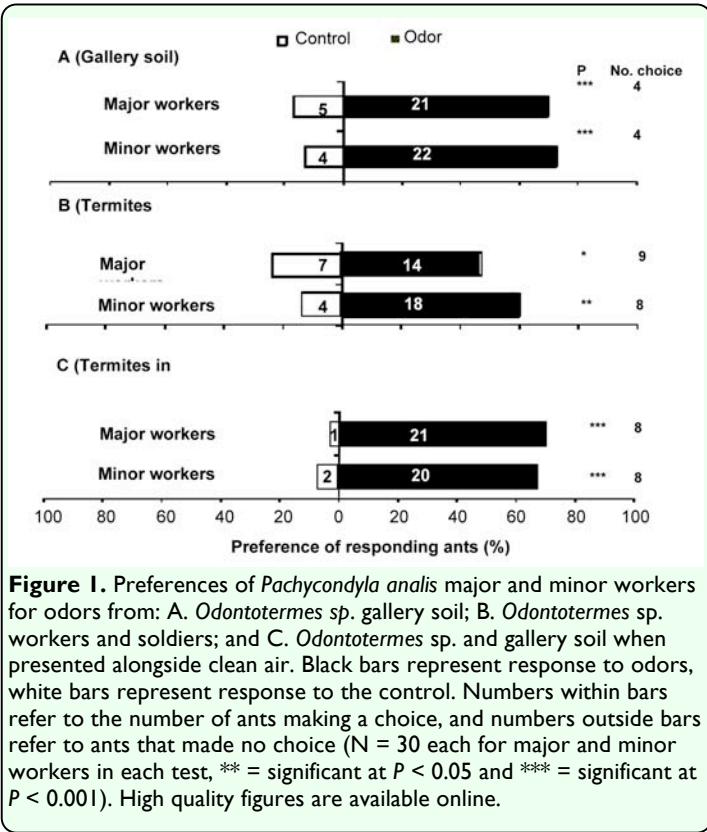 Control Odor
A (Gallery soil)
P No. choice
Major workers 5 21 *** 4
Minor workers 4 22 *** 4
B (Termites
Major 7 14 * 9
Minor workers 4 18 ** 8
C (Termites in
Major workers 1 21 *** 8
Minor workers 2 20 *** 8
100 80 60 40 20 0 20 40 60 80 100
Preference of responding ants (%)
Figure 1. Preferences of Pachycondyla analis major and minor workers
for odors from: A. Odontotermes sp. gallery soil; B. Odontotermes sp.
workers and soldiers; and C. Odontotermes sp. and gallery soil when
presented alongside clean air. Black bars represent response to odors,
white bars represent response to the control. Numbers within bars
refer to the number of ants making a choice, and numbers outside bars
refer to ants that made no choice (N = 30 each for major and minor
workers in each test, ** = significant at P < 0.05 and *** = significant at
P < 0.001). High quality figures are available online.